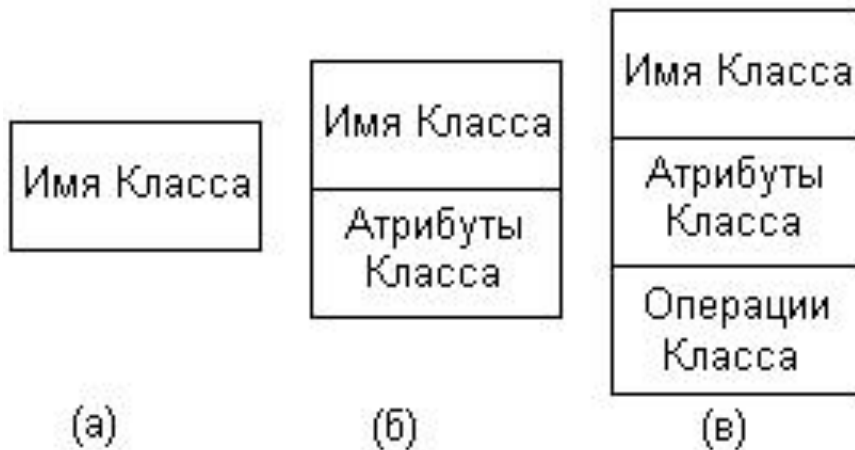 Имя Класса
(а)
Имя Класса
Атрибуты
Класса
(б)
Имя Класса
Атрибуты
Класса
Операции
Класса
(в)